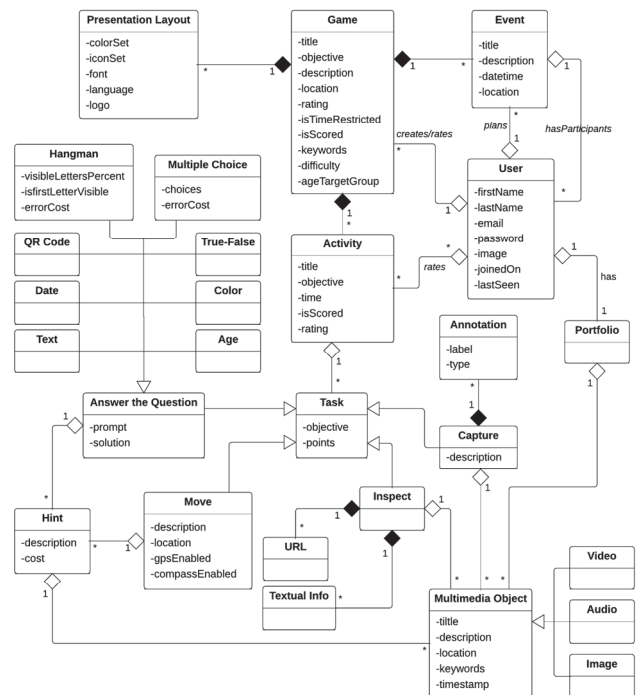 Presentation Layout
-colorSet
-iconSet
-font
-language
-logo
*
1
Game
-title
-objective
-description
-location
-rating
-isTimeRestricted
-isScored
-keywords
-difficulty
-ageTargetGroup
1
*
Event
-title
-description
-datetime
-location
1
*
plans
1
hasParticipants
*
creates/rates
*
1
User
-firstName
-lastName
-email
-password
-image
-joinedOn
-lastSeen
Hangman
-visibleLettersPercent
-isfirstLetterVisible
-errorCost
Multiple Choice
-choices
-errorCost
QR Code
True-False
Date
Color
Text
Age
1
*
Activity
-title
-objective
-time
-isScored
-rating
*
rates
*
1
has
1
Portfolio
1
Annotation
-label
-type
*
1
Capture
-description
1
1
*
Answer the Question
-prompt
-solution
Task
-objective
-points
1
*
Hint
-description
-cost
*
1
1
Move
-description
-location
-gpsEnabled
-compassEnabled
Inspect
1
1
1
*
URL
Textual Info
*
*
*
*
*
Multimedia Object
-tiltle
-description
-location
-keywords
-timestamp
Video
Audio
Image